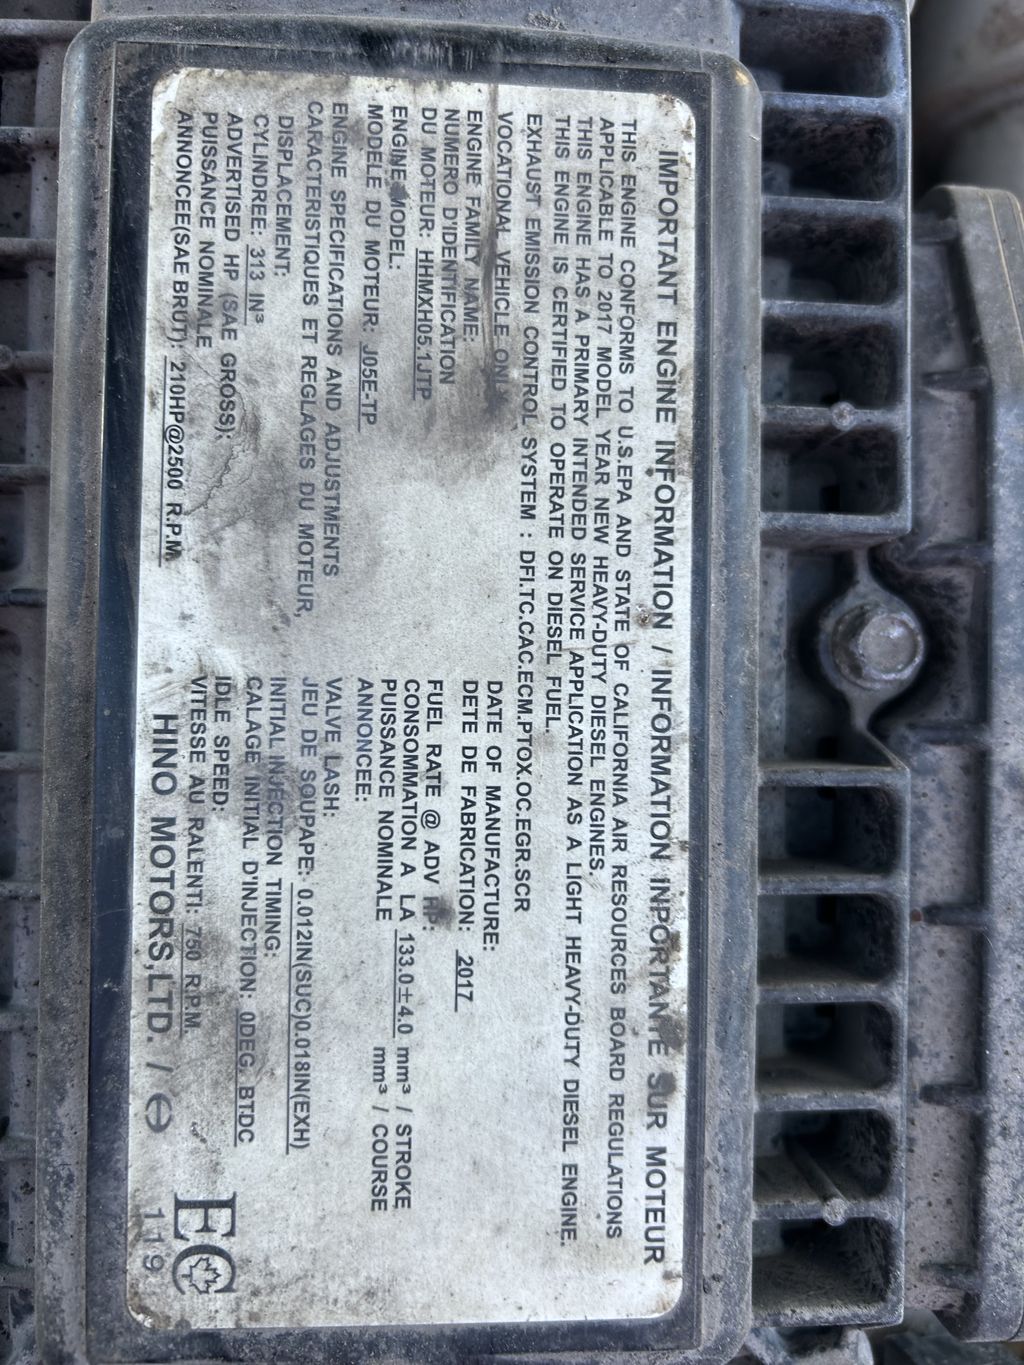 IMPORTANT ENGINE INFORMATION / INFORMATION INPORTANTE SUR MOTEUR
THIS ENGINE CONFORMS TO U.S.EPA AND STATE OF CALIFORNIA AIR RESOURCES BOARD REGULATIONS
APPLICABLE TO 2017 MODEL YEAR NEW HEAVY-DUTY DIESEL ENGINES.
THIS ENGINE HAS A PRIMARY INTENDED SERVICE APPLICATION AS A LIGHT HEAVY-DUTY DIESEL ENGINE.
THIS ENGINE IS CERTIFIED TO OPERATE ON DIESEL FUEL.
EXHAUST EMISSION CONTROL SYSTEM : DFI.TC.CAC.ECM.PTOX.OC.EGR.SCR
VOCATIONAL VEHICLE ONLY
ENGINE FAMILY NAME:
NUMERO D'IDENTIFICATION
DU MOTEUR: HHMXH05.1JTP
ENGINE MODEL:
MODELE DU MOTEUR: J05E-TP
ENGINE SPECIFICATIONS AND ADJUSTMENTS
CARACTERISTIQUES ET REGLAGES DU MOTEUR,
DISPLACEMENT:
CYLINDREE: 313 IN³
ADVERTISED HP (SAE GROSS):
PUISSANCE NOMINALE
ANNONCEE(SAE BRUT): 210HP@2500 R.P.M.
DATE OF MANUFACTURE:
DETE DE FABRICATION: 2017
FUEL RATE @ ADV HP:
CONSOMMATION A LA 133.0±4.0 mm³ / STROKE
PUISSANCE NOMINALE mm³ / COURSE
ANNONCEE:
VALVE LASH:
JEU DE SOUPAPE: 0.012IN(SUC)0.018IN(EXH)
INITIAL INJECTION TIMING:
CALAGE INITIAL D'INJECTION: 0DEG. BTDC
IDLE SPEED:
VITESSE AU RALENTI: 750 R.P.M.
HINO MOTORS,LTD. / e
EC
119